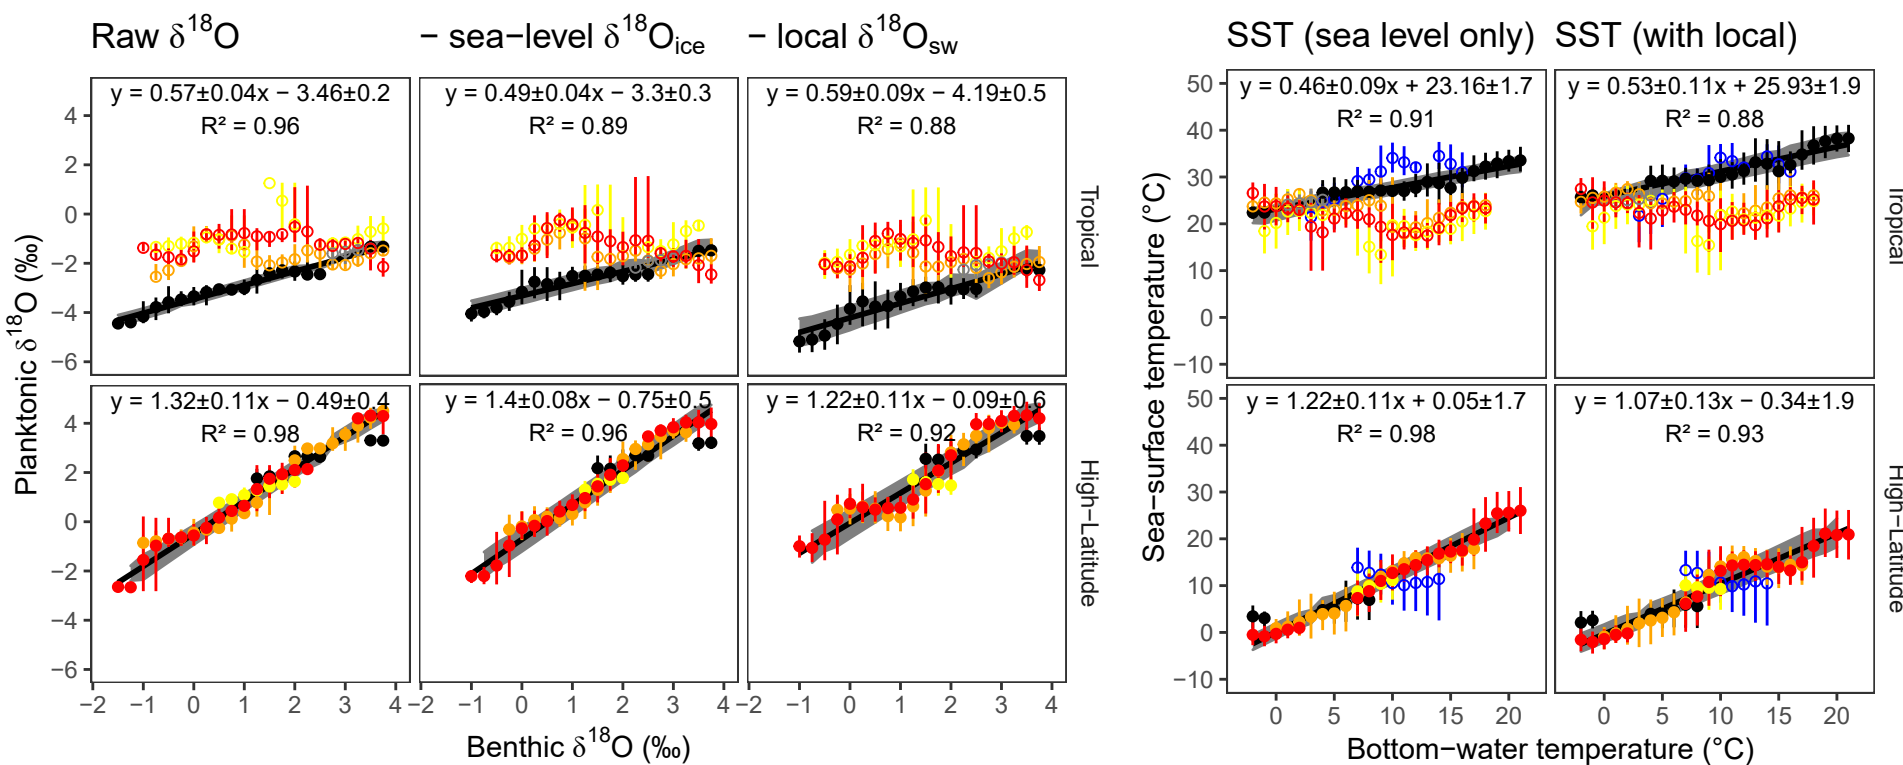 Raw δ¹⁸O
− sea−level δ¹⁸Oᵢcₑ
− local δ¹⁸Osw
SST (sea level only)
SST (with local)
y = 0.57±0.04x − 3.46±0.2
R² = 0.96
y = 0.49±0.04x − 3.3±0.3
R² = 0.89
y = 0.59±0.09x − 4.19±0.5
R² = 0.88
Tropical
y = 0.46±0.09x + 23.16±1.7
R² = 0.91
y = 0.53±0.11x + 25.93±1.9
R² = 0.88
Tropical
y = 1.32±0.11x − 0.49±0.4
R² = 0.98
y = 1.4±0.08x − 0.75±0.5
R² = 0.96
y = 1.22±0.11x − 0.09±0.6
R² = 0.92
High−Latitude
y = 1.22±0.11x + 0.05±1.7
R² = 0.98
y = 1.07±0.13x − 0.34±1.9
R² = 0.93
High−Latitude
Planktonic δ¹⁸O (‰)
4
2
0
−2
−4
−6
4
2
0
−2
−4
−6
−2 −1 0 1 2 3 4
−2 −1 0 1 2 3 4
−2 −1 0 1 2 3 4
Benthic δ¹⁸O (‰)
Sea−surface temperature (°C)
50
40
30
20
10
0
−10
50
40
30
20
10
0
−10
0 5 10 15 20
0 5 10 15 20
Bottom−water temperature (°C)